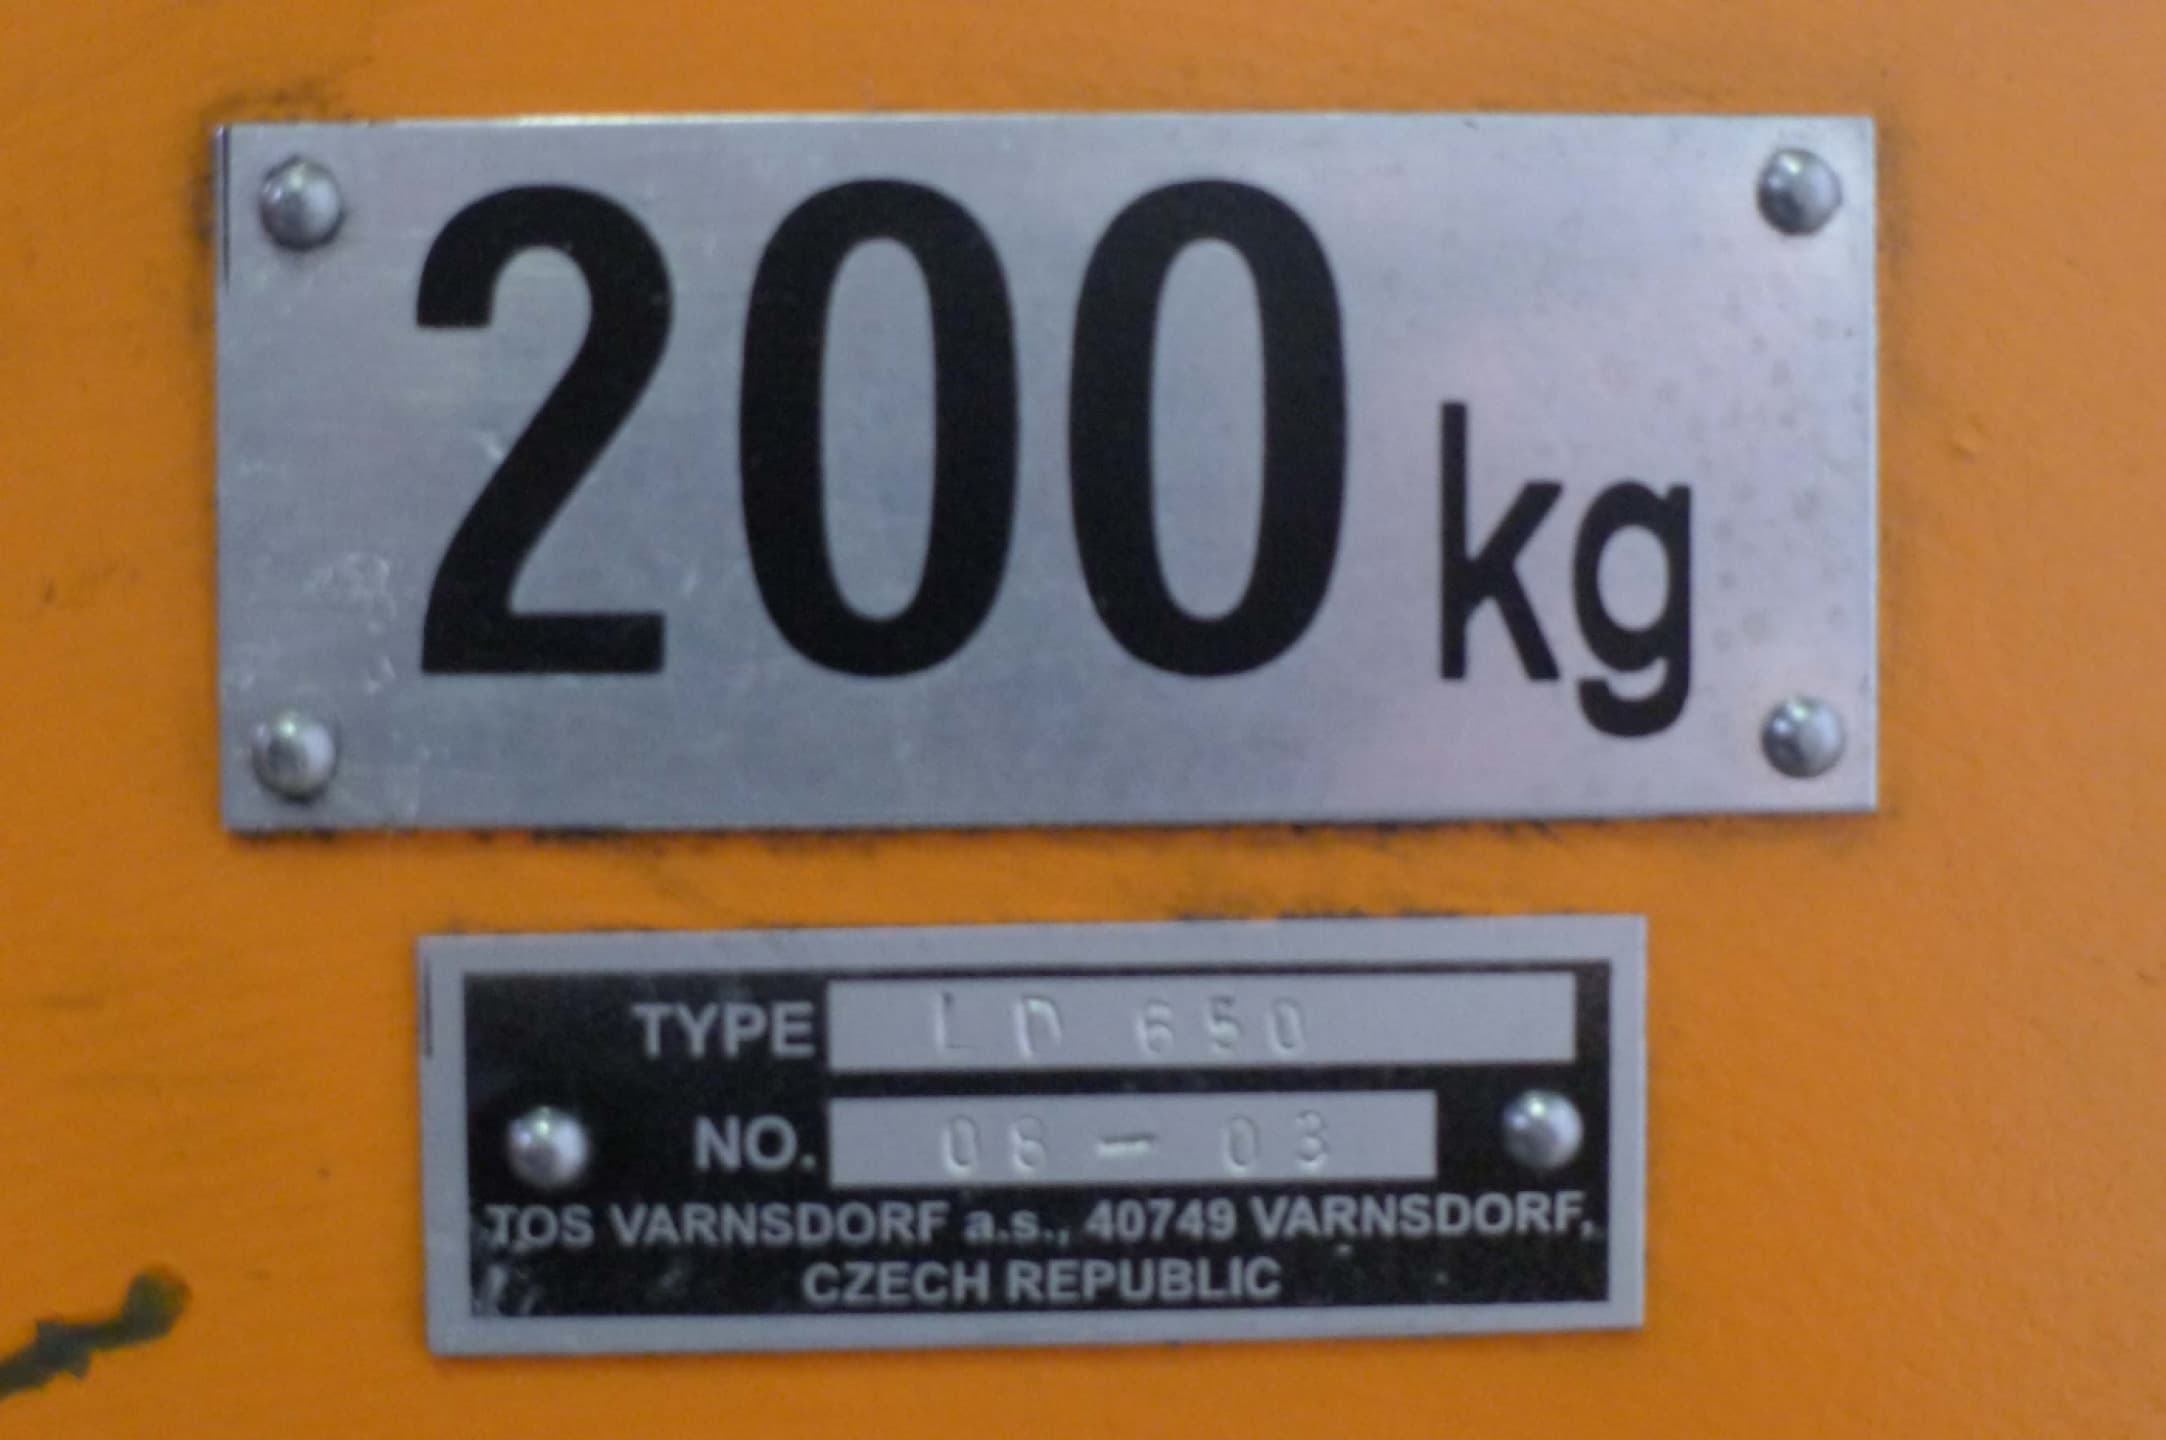 200 kg
TYPE LD 650
NO. 08-03
TOS VARNSDORF a.s., 40749 VARNSDORF,
CZECH REPUBLIC